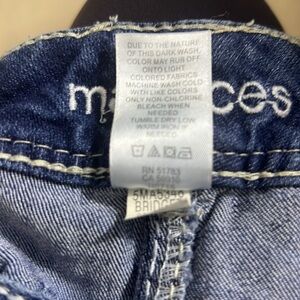 DUE TO THE NATURE
OF THIS DARK WASH,
COLOR MAY RUB OFF
ONTO LIGHT
COLORED FABRICS
MACHINE WASH COLD
WITH LIKE COLORS
ONLY NON-CHLORINE
BLEACH WHEN
NEEDED
TUMBLE DRY LOW
WARM IRON IF
NEEDED
m ces
RN 51783